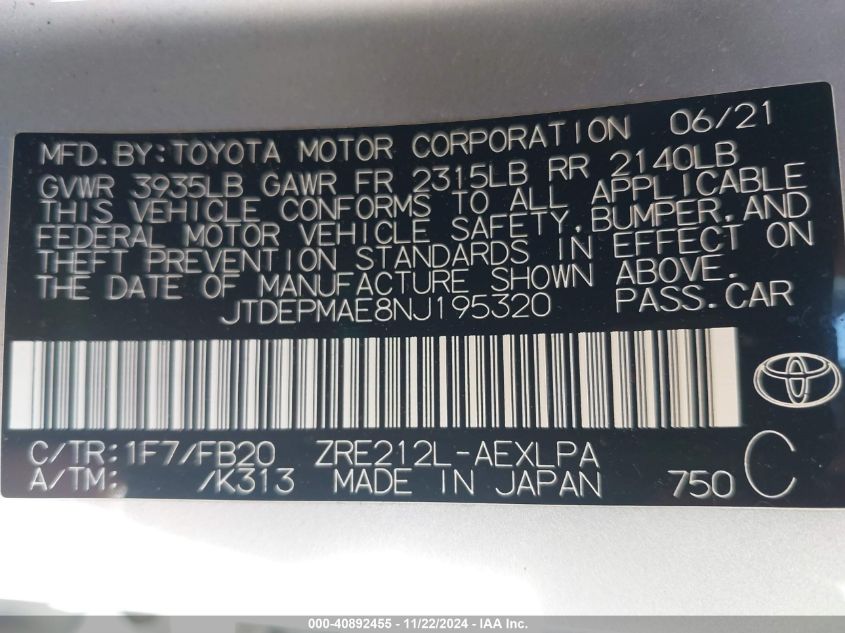 MFD. BY: TOYOTA MOTOR CORPORATION 06/21
GVWR 3935LB GAWR FR 2315LB RR 2140LB
THIS VEHICLE CONFORMS TO ALL APPLICABLE
FEDERAL MOTOR VEHICLE SAFETY, BUMPER, AND
THEFT PREVENTION STANDARDS IN EFFECT ON
THE DATE OF MANUFACTURE SHOWN ABOVE.
JTDEPMAE8NJ195320 PASS. CAR
C/TR: 1F7/FB20 ZRE212L-AEXLPA C
A/TM: /K313 MADE IN JAPAN 750
000-40892455 - 11/22/2024 - IAA Inc.